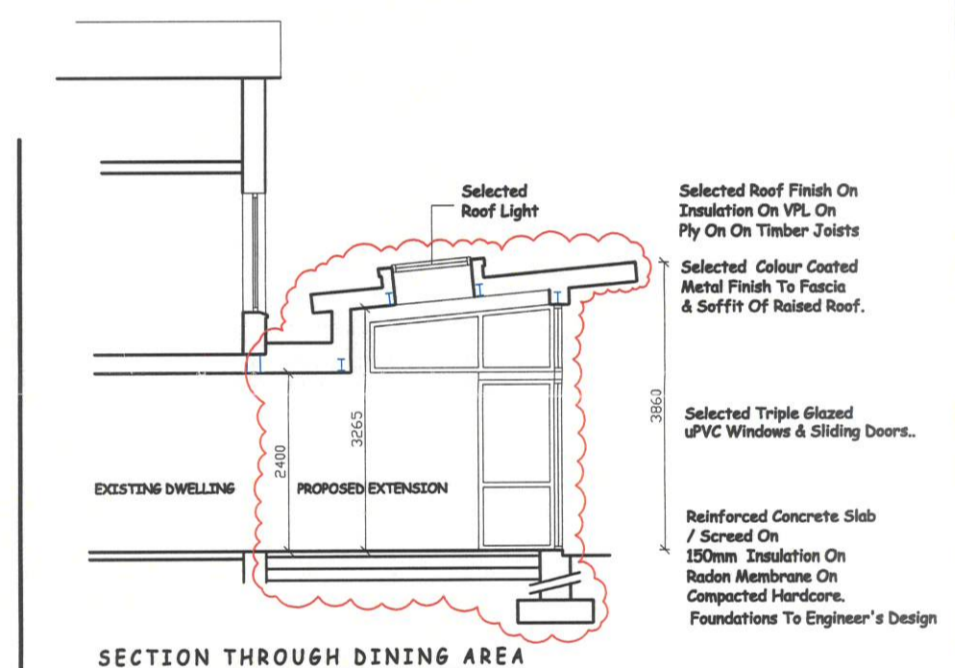 Selected
Roof Light
Selected Roof Finish On
Insulation On VPL On
Ply On On Timber Joists
Selected Colour Coated
Metal Finish To Fascia
& Soffit Of Raised Roof.
3860
Selected Triple Glazed
uPVC Windows & Sliding Doors..
3265
2400
EXISTING DWELLING
PROPOSED EXTENSION
Reinforced Concrete Slab
/ Screed On
150mm Insulation On
Radon Membrane On
Compacted Hardcore.
Foundations To Engineer's Design
SECTION THROUGH DINING AREA